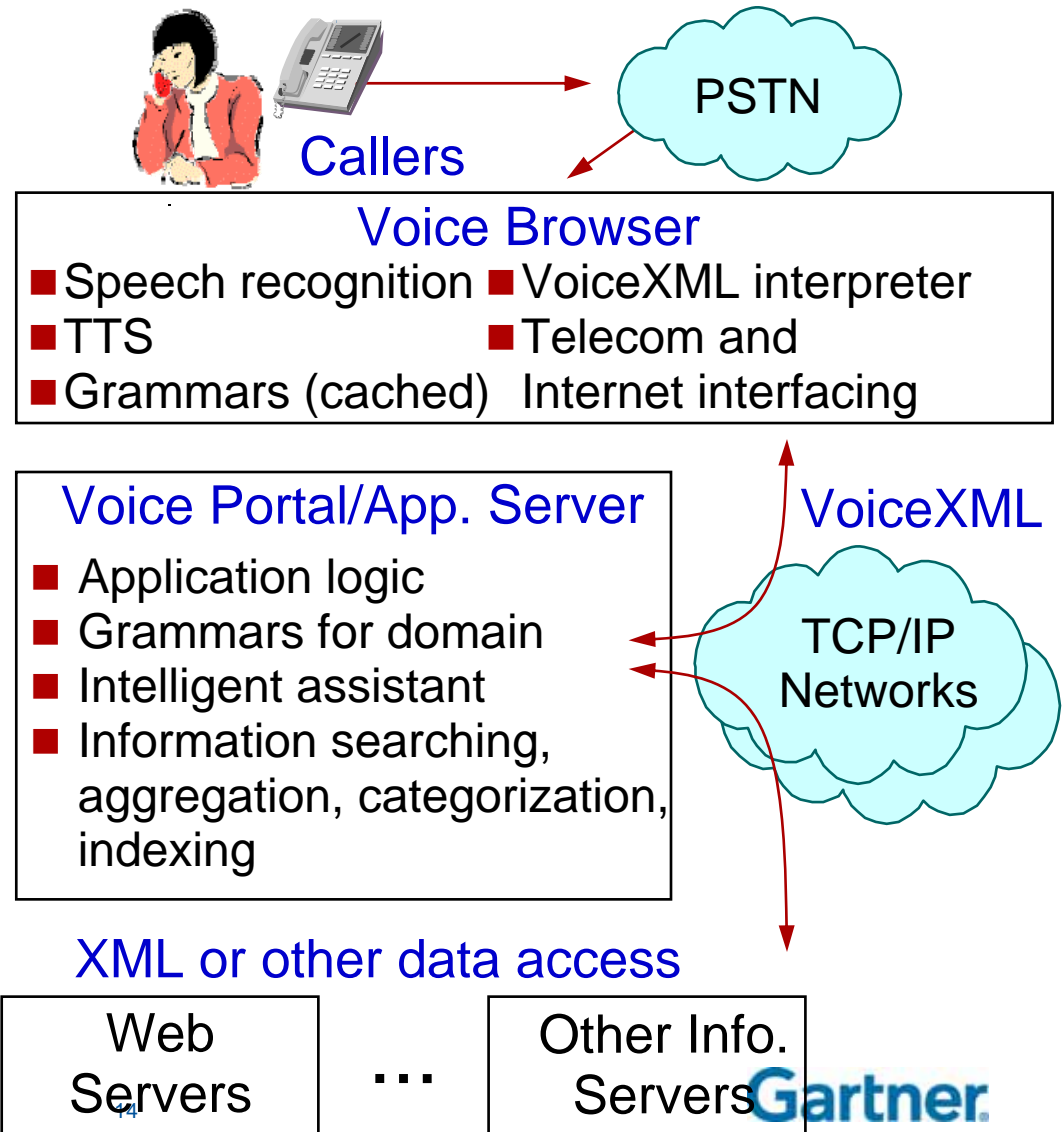 PSTN
Callers
Voice Browser
Speech recognition
TTS
Grammars (cached)
VoiceXML interpreter
Telecom and
Internet interfacing
Voice Portal/App. Server
Application logic
Grammars for domain
Intelligent assistant
Information searching,
aggregation, categorization,
indexing
VoiceXML
TCP/IP
Networks
XML or other data access
Web
Servers
...
Other Info.
Servers
14
Gartner.